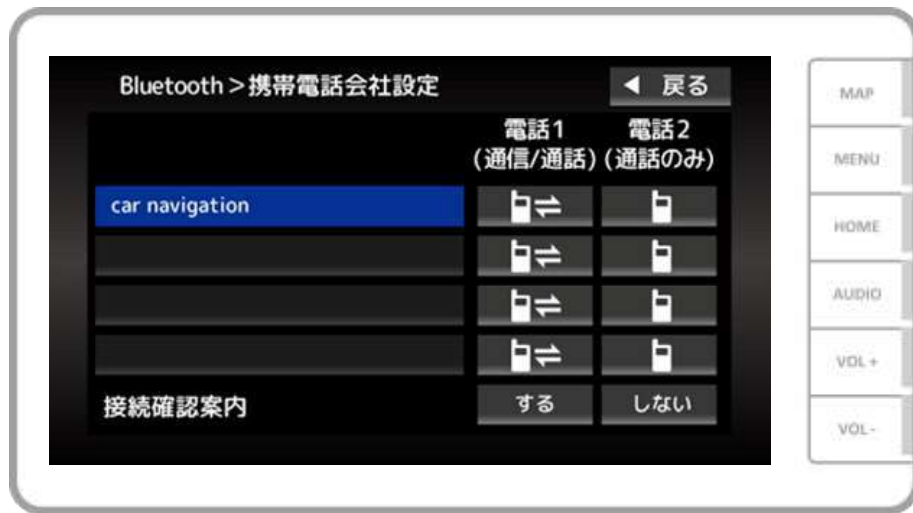 Bluetooth＞携帯電話会社設定
◀ 戻る
電話1
(通信/通話)
電話2
(通話のみ)
car navigation
接続確認案内
する
しない
MAP
MENU
HOME
AUDIO
VOL +
VOL -